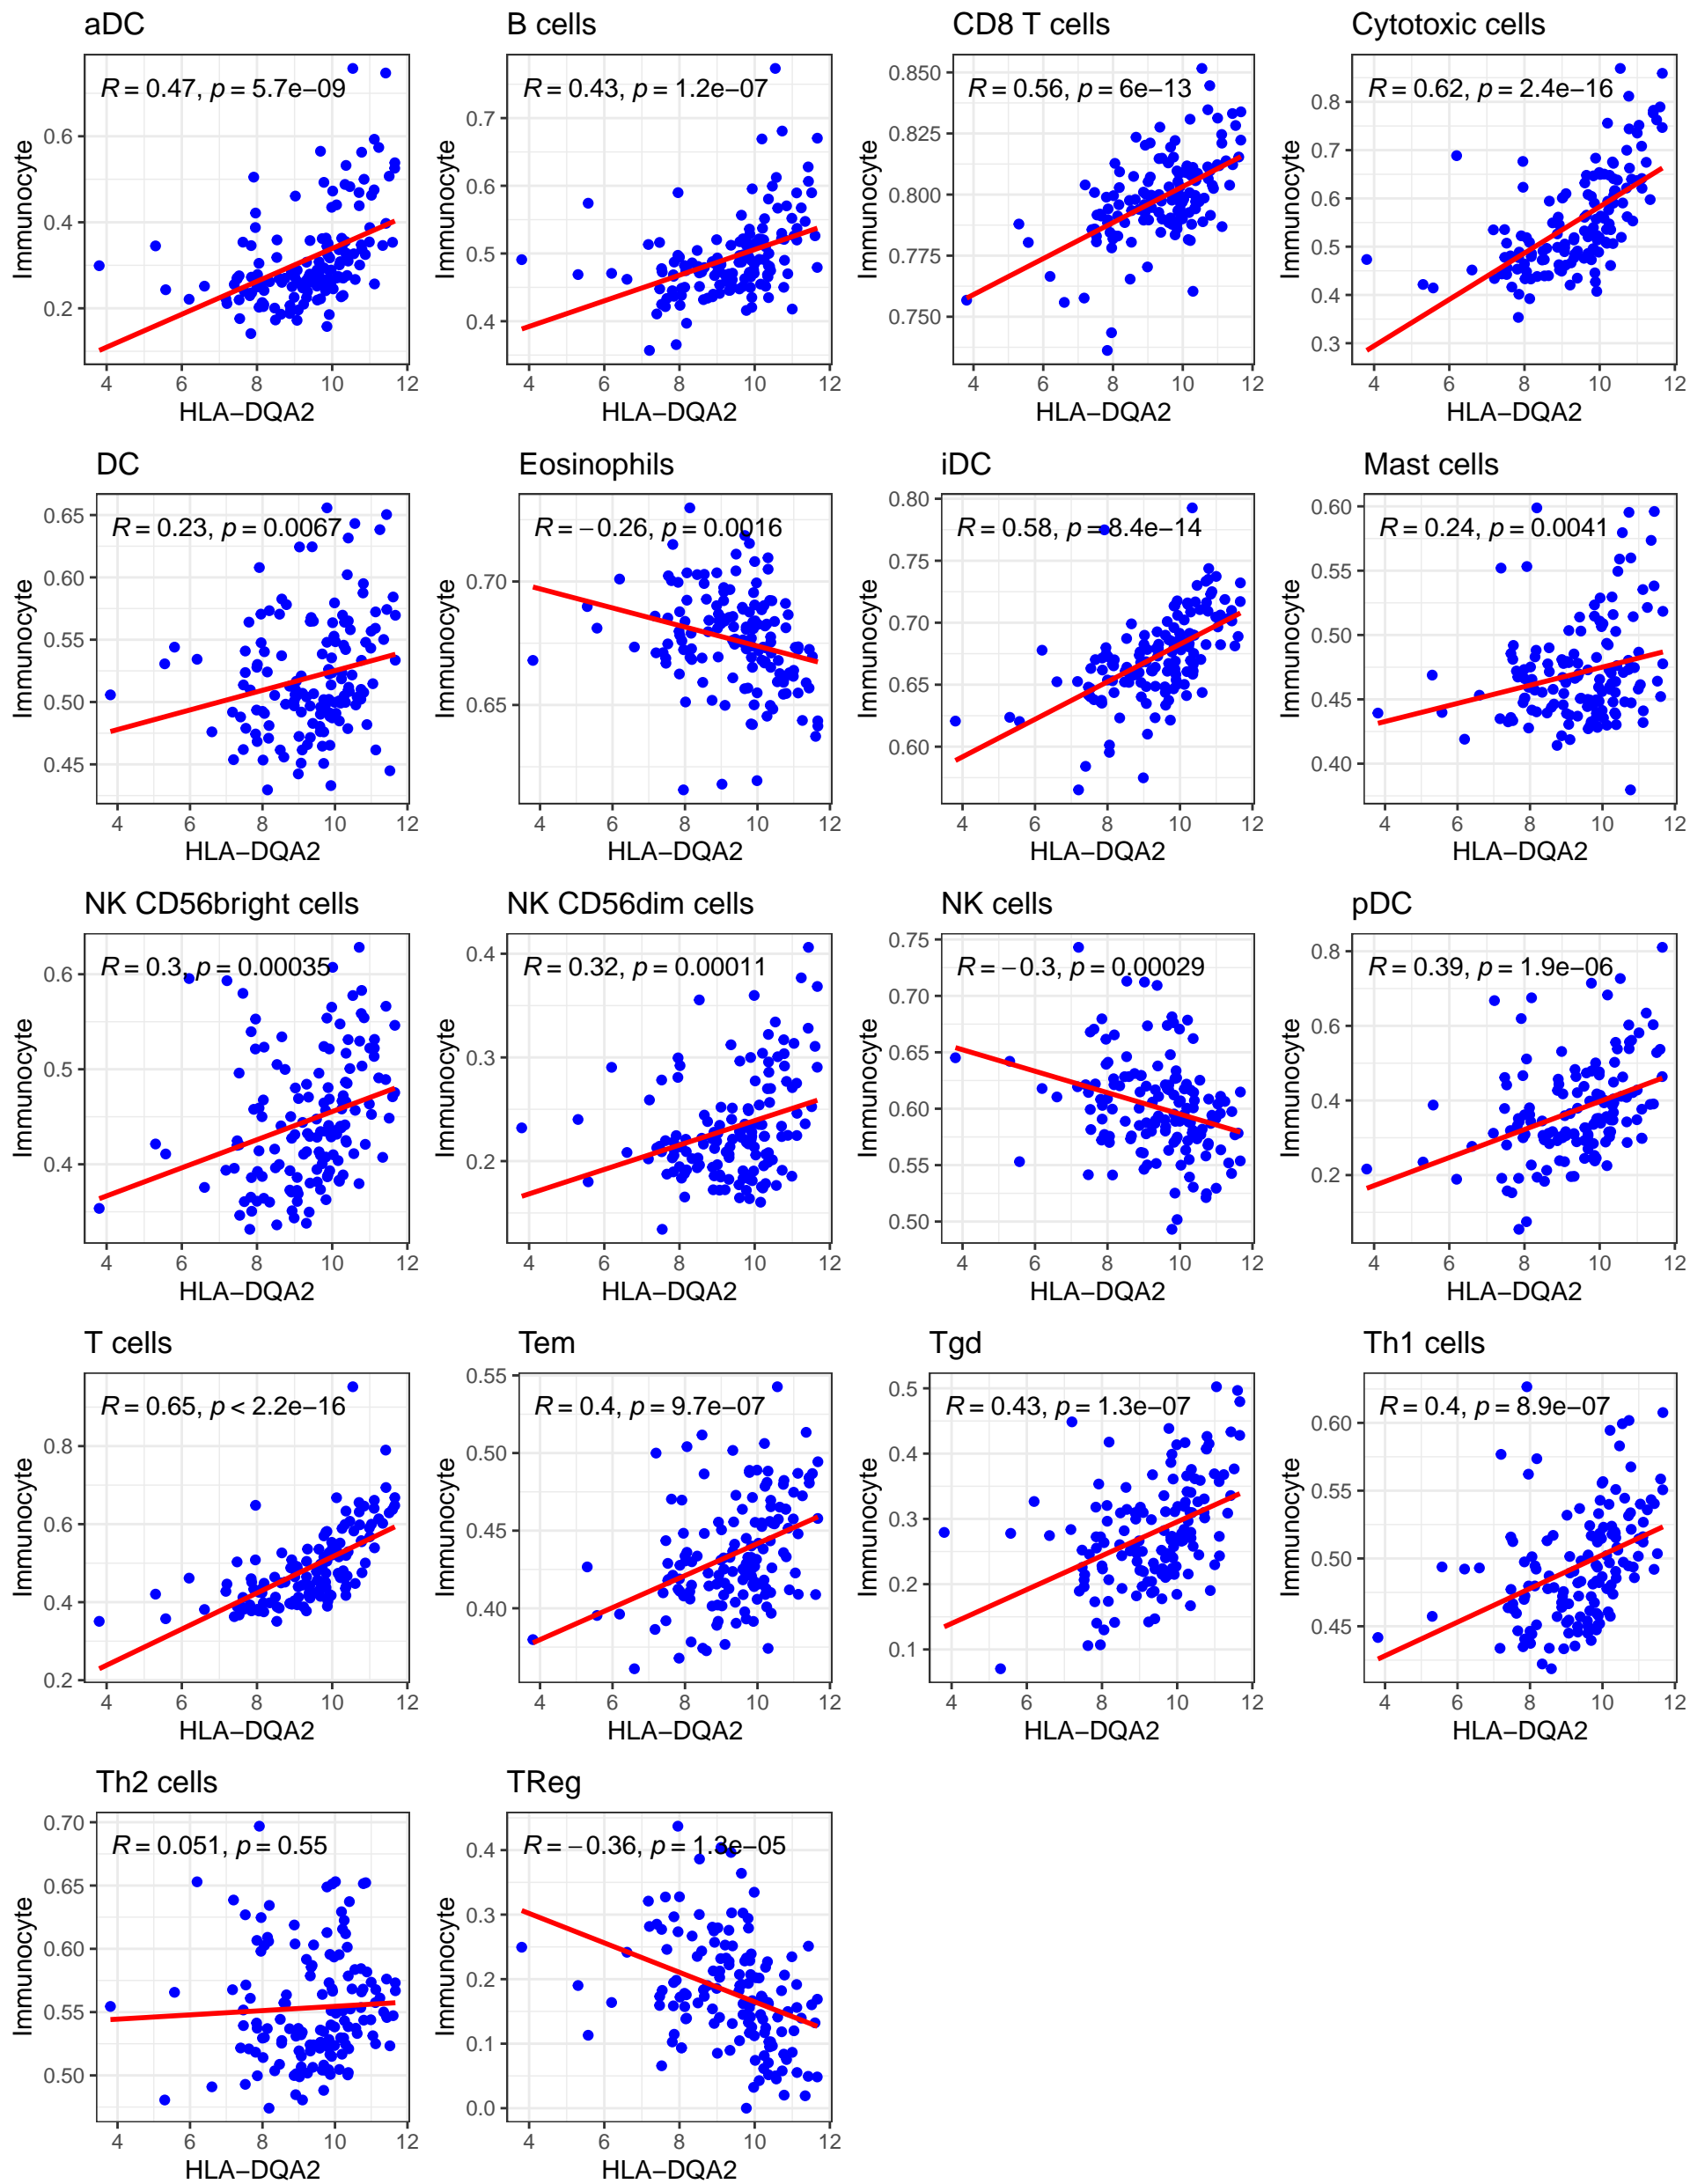 aDC
R = 0.47, p = 5.7e−09
Immunocyte
0.6
0.4
0.2
4 6 8 10 12
HLA−DQA2
B cells
R = 0.43, p = 1.2e−07
Immunocyte
0.7
0.6
0.5
0.4
4 6 8 10 12
HLA−DQA2
CD8 T cells
R = 0.56, p = 6e−13
Immunocyte
0.850
0.825
0.800
0.775
0.750
4 6 8 10 12
HLA−DQA2
Cytotoxic cells
R = 0.62, p = 2.4e−16
Immunocyte
0.8
0.7
0.6
0.5
0.4
0.3
4 6 8 10 12
HLA−DQA2
DC
R = 0.23, p = 0.0067
Immunocyte
0.65
0.60
0.55
0.50
0.45
4 6 8 10 12
HLA−DQA2
Eosinophils
R = −0.26, p = 0.0016
Immunocyte
0.70
0.65
4 6 8 10 12
HLA−DQA2
iDC
R = 0.58, p = 8.4e−14
Immunocyte
0.80
0.75
0.70
0.65
0.60
4 6 8 10 12
HLA−DQA2
Mast cells
R = 0.24, p = 0.0041
Immunocyte
0.60
0.55
0.50
0.45
0.40
4 6 8 10 12
HLA−DQA2
NK CD56bright cells
R = 0.3, p = 0.00035
Immunocyte
0.6
0.5
0.4
4 6 8 10 12
HLA−DQA2
NK CD56dim cells
R = 0.32, p = 0.00011
Immunocyte
0.4
0.3
0.2
4 6 8 10 12
HLA−DQA2
NK cells
R = −0.3, p = 0.00029
Immunocyte
0.75
0.70
0.65
0.60
0.55
0.50
4 6 8 10 12
HLA−DQA2
pDC
R = 0.39, p = 1.9e−06
Immunocyte
0.8
0.6
0.4
0.2
4 6 8 10 12
HLA−DQA2
T cells
R = 0.65, p < 2.2e−16
Immunocyte
0.8
0.6
0.4
0.2
4 6 8 10 12
HLA−DQA2
Tem
R = 0.4, p = 9.7e−07
Immunocyte
0.55
0.50
0.45
0.40
4 6 8 10 12
HLA−DQA2
Tgd
R = 0.43, p = 1.3e−07
Immunocyte
0.5
0.4
0.3
0.2
0.1
4 6 8 10 12
HLA−DQA2
Th1 cells
R = 0.4, p = 8.9e−07
Immunocyte
0.60
0.55
0.50
0.45
4 6 8 10 12
HLA−DQA2
Th2 cells
R = 0.051, p = 0.55
Immunocyte
0.70
0.65
0.60
0.55
0.50
4 6 8 10 12
HLA−DQA2
TReg
R = −0.36, p = 1.3e−05
Immunocyte
0.4
0.3
0.2
0.1
0.0
4 6 8 10 12
HLA−DQA2